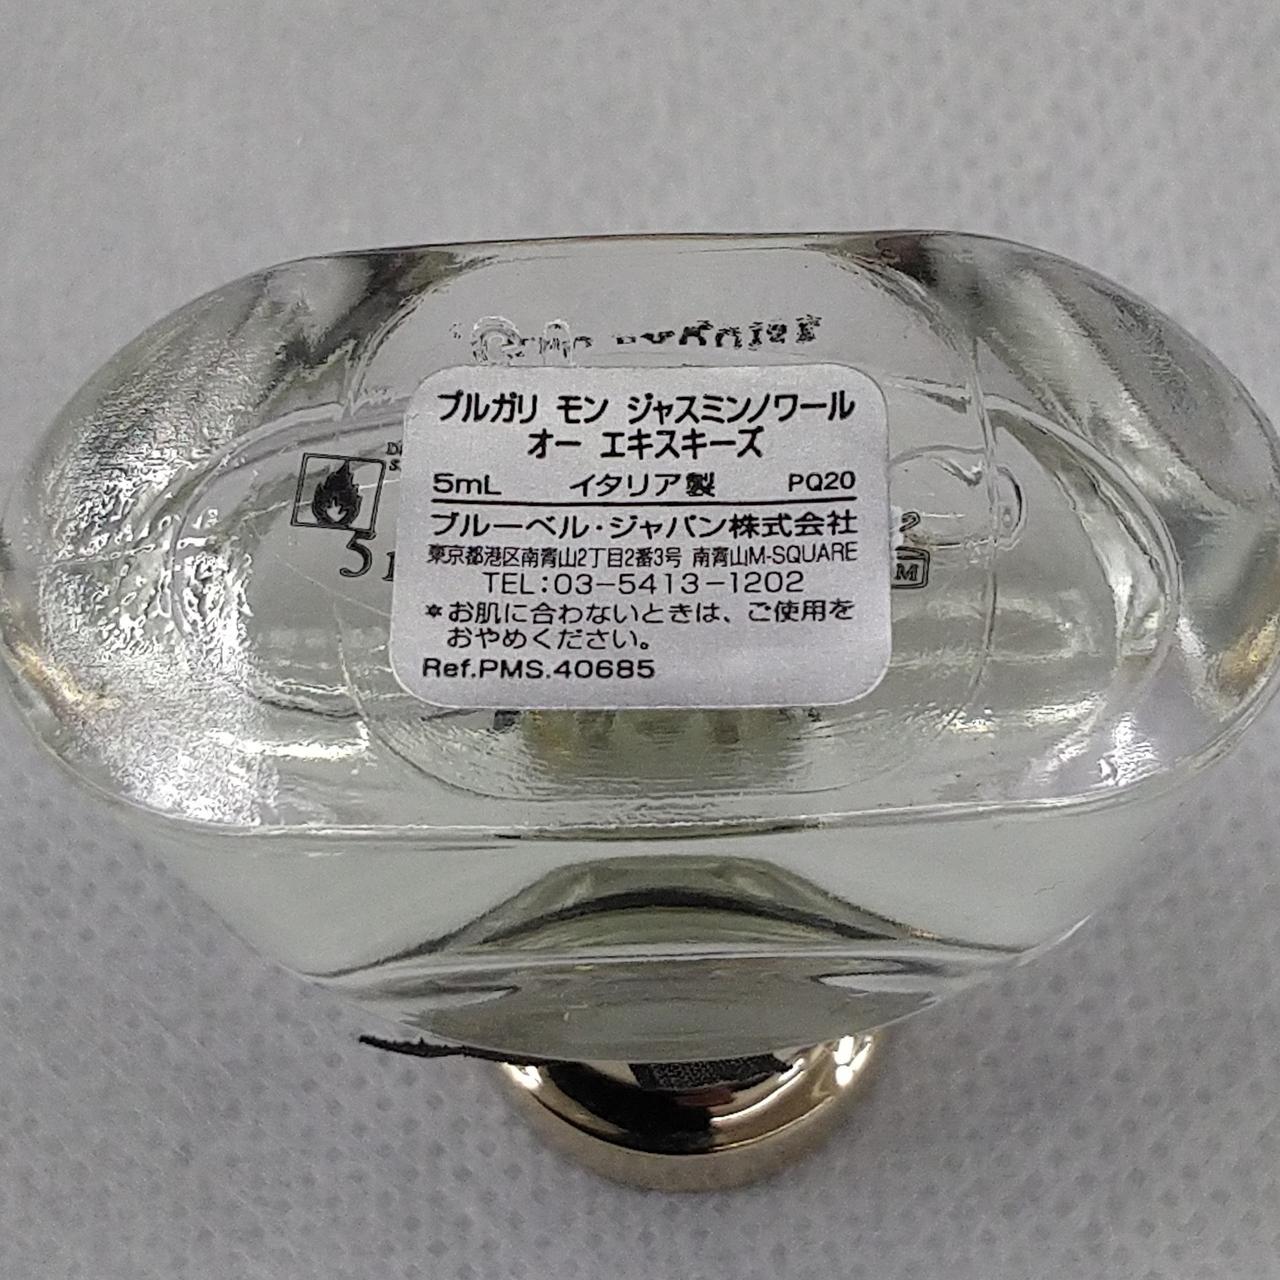 ブルガリ モン ジャスミンノワール
オー エキスキーズ
5mL イタリア製 PQ20
ブルーベル・ジャパン株式会社
東京都港区南青山2丁目2番3号 南青山M-SQUARE
TEL:03-5413-1202
*お肌に合わないときは、ご使用を
おやめください。
Ref.PMS.40685